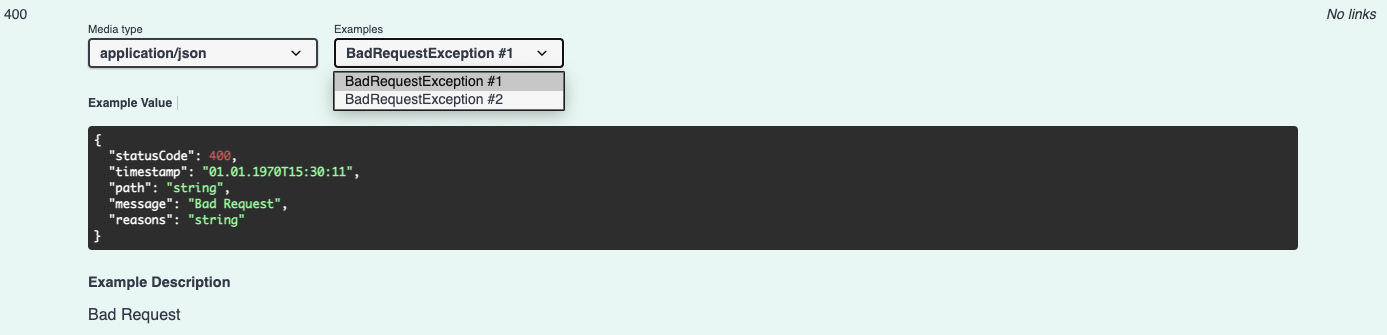 400
No links
Media type
Examples
application/json
BadRequestException #1
BadRequestException #1
BadRequestException #2
Example Value
{
"statusCode": 400,
"timestamp": "01.01.1970T15:30:11",
"path": "string",
"message": "Bad Request",
"reasons": "string"
}
Example Description
Bad Request